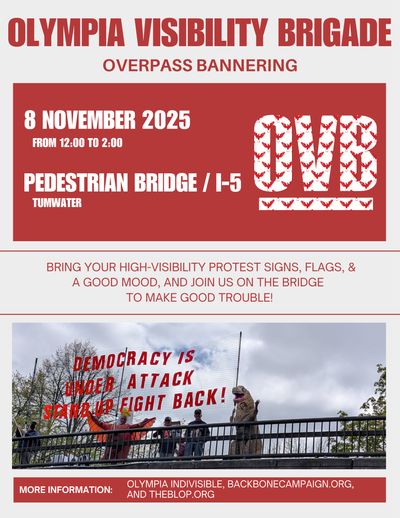 OLYMPIA VISIBILITY BRIGADE
OVERPASS BANNERING
8 NOVEMBER 2025
FROM 12:00 TO 2:00
PEDESTRIAN BRIDGE / I-5
TUMWATER
OVB
BRING YOUR HIGH-VISIBILITY PROTEST SIGNS, FLAGS, &
A GOOD MOOD, AND JOIN US ON THE BRIDGE
TO MAKE GOOD TROUBLE!
DEMOCRACY IS
UNDER ATTACK
STAND UP FIGHT BACK!
MORE INFORMATION:
OLYMPIA INDIVISIBLE, BACKBONECAMPAIGN.ORG,
AND THEBLOP.ORG